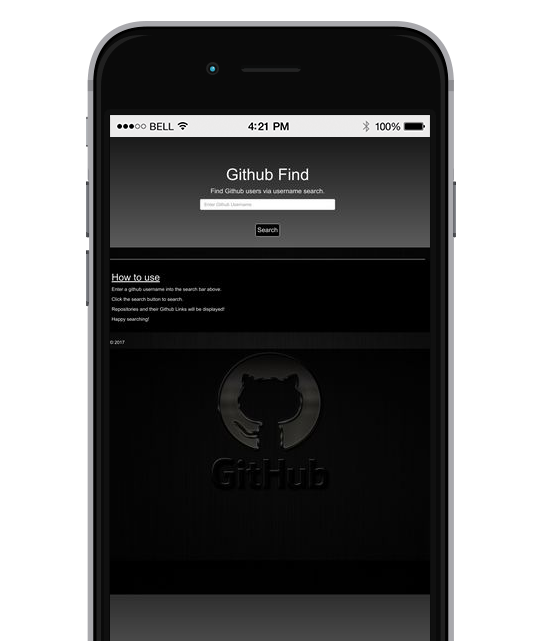 BELL 4:21 PM 100%
Github Find
Find Github users via username search.
Enter Github Username
Search
How to use
Enter a github username into the search bar above.
Click the search button to search.
Repositories and their Github Links will be displayed!
Happy searching!
© 2017
GitHub